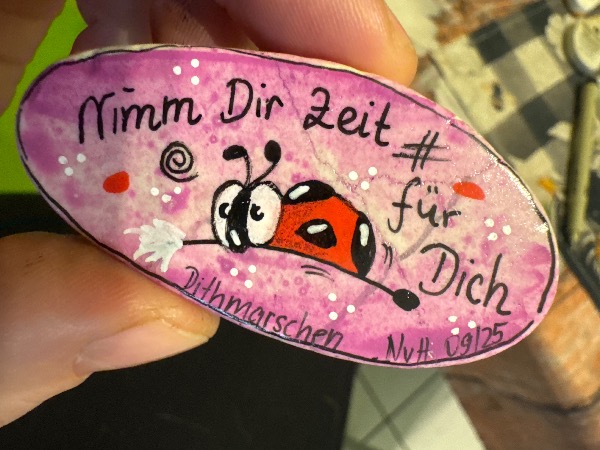 Nimm Dir Zeit #
für
Dich
Dithmarschen
NvH 09/25